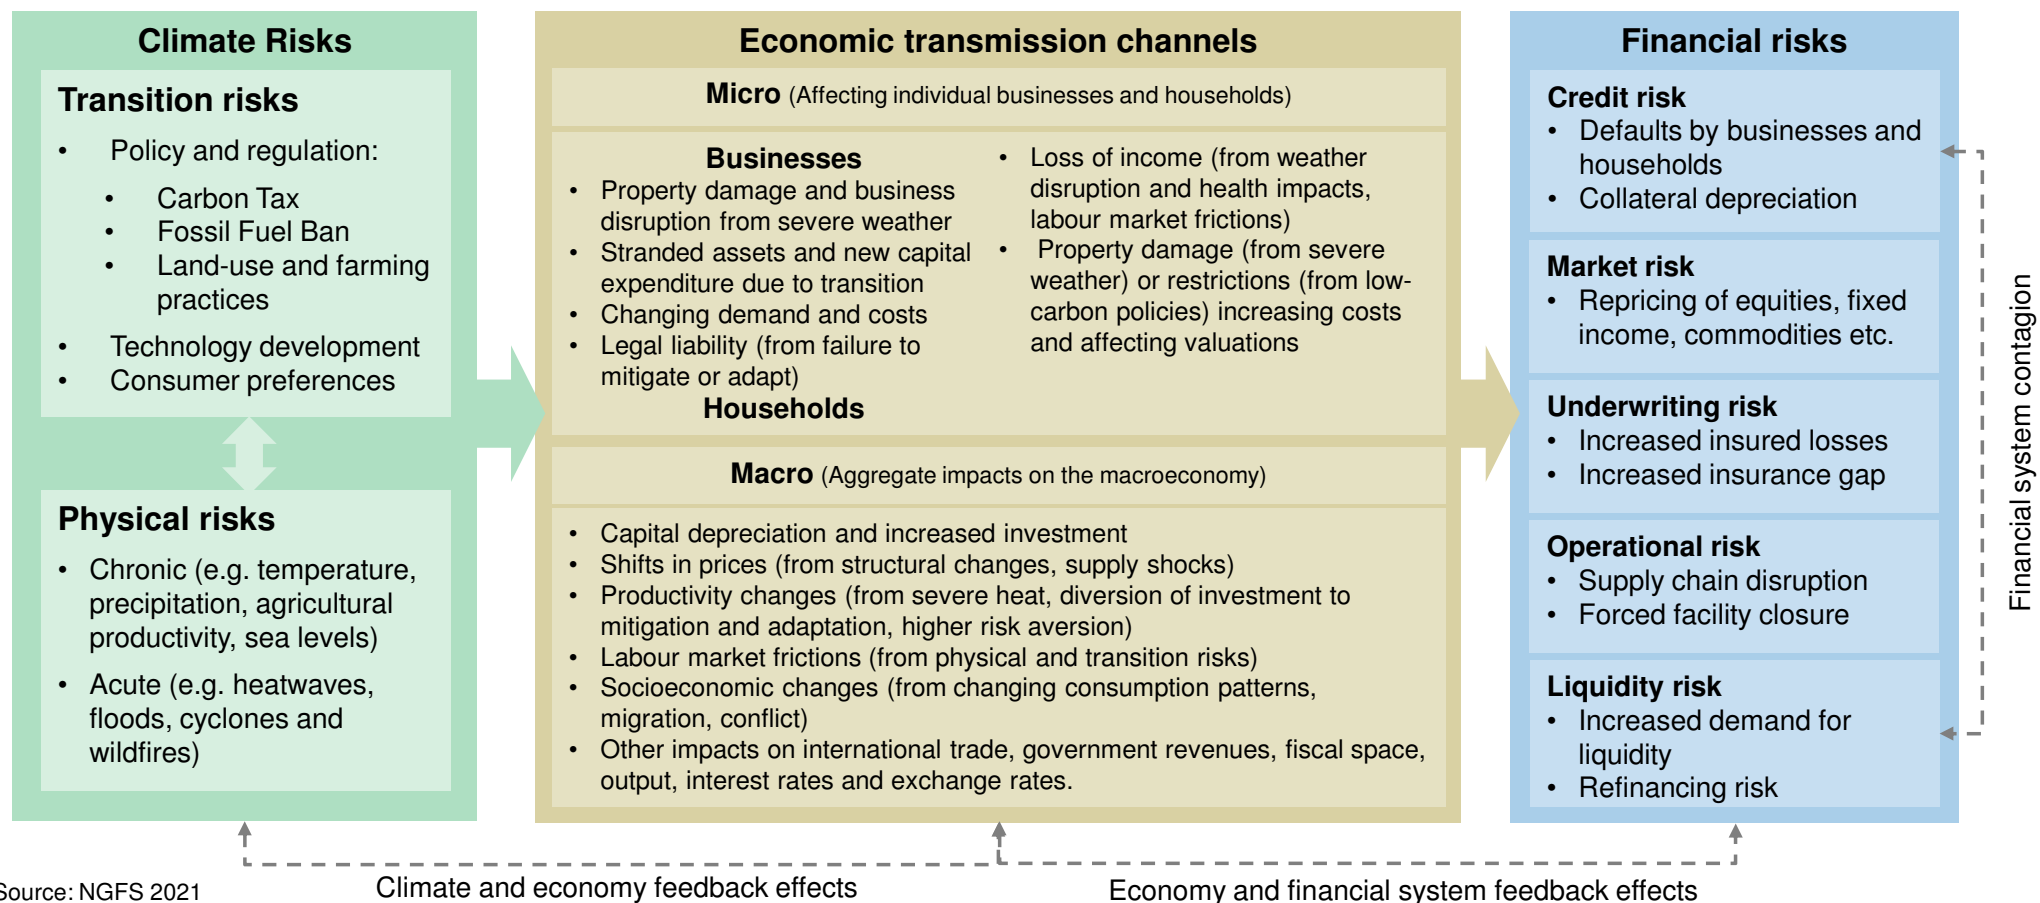 Climate Risks
Transition risks
• Policy and regulation:
• Carbon Tax
• Fossil Fuel Ban
• Land-use and farming
practices
• Technology development
• Consumer preferences
Physical risks
• Chronic (e.g. temperature,
precipitation, agricultural
productivity, sea levels)
• Acute (e.g. heatwaves,
floods, cyclones and
wildfires)
Economic transmission channels
Micro (Affecting individual businesses and households)
Businesses
• Property damage and business
disruption from severe weather
• Stranded assets and new capital
expenditure due to transition
• Changing demand and costs
• Legal liability (from failure to
mitigate or adapt)
Households
• Loss of income (from weather
disruption and health impacts,
labour market frictions)
• Property damage (from severe
weather) or restrictions (from low-
carbon policies) increasing costs
and affecting valuations
Macro (Aggregate impacts on the macroeconomy)
• Capital depreciation and increased investment
• Shifts in prices (from structural changes, supply shocks)
• Productivity changes (from severe heat, diversion of investment to
mitigation and adaptation, higher risk aversion)
• Labour market frictions (from physical and transition risks)
• Socioeconomic changes (from changing consumption patterns,
migration, conflict)
• Other impacts on international trade, government revenues, fiscal space,
output, interest rates and exchange rates.
Financial risks
Credit risk
• Defaults by businesses and
households
• Collateral depreciation
Market risk
• Repricing of equities, fixed
income, commodities etc.
Underwriting risk
• Increased insured losses
• Increased insurance gap
Operational risk
• Supply chain disruption
• Forced facility closure
Liquidity risk
• Increased demand for
liquidity
• Refinancing risk
Financial system contagion
Climate and economy feedback effects
Economy and financial system feedback effects
Source: NGFS 2021